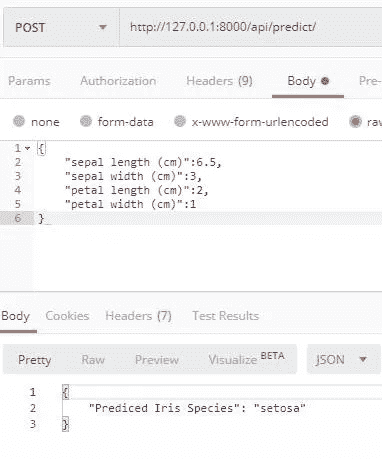 POST http://127.0.0.1:8000/api/predict/
Params Authorization Headers (9) Body Pre-
none form-data x-www-form-urlencoded raw
1 {
2 "sepal length (cm)":6.5,
3 "sepal width (cm)":3,
4 "petal length (cm)":2,
5 "petal width (cm)":1
6 }
Body Cookies Headers (7) Test Results
Pretty Raw Preview Visualize BETA JSON
1 {
2 "Prediced Iris Species": "setosa"
3 }